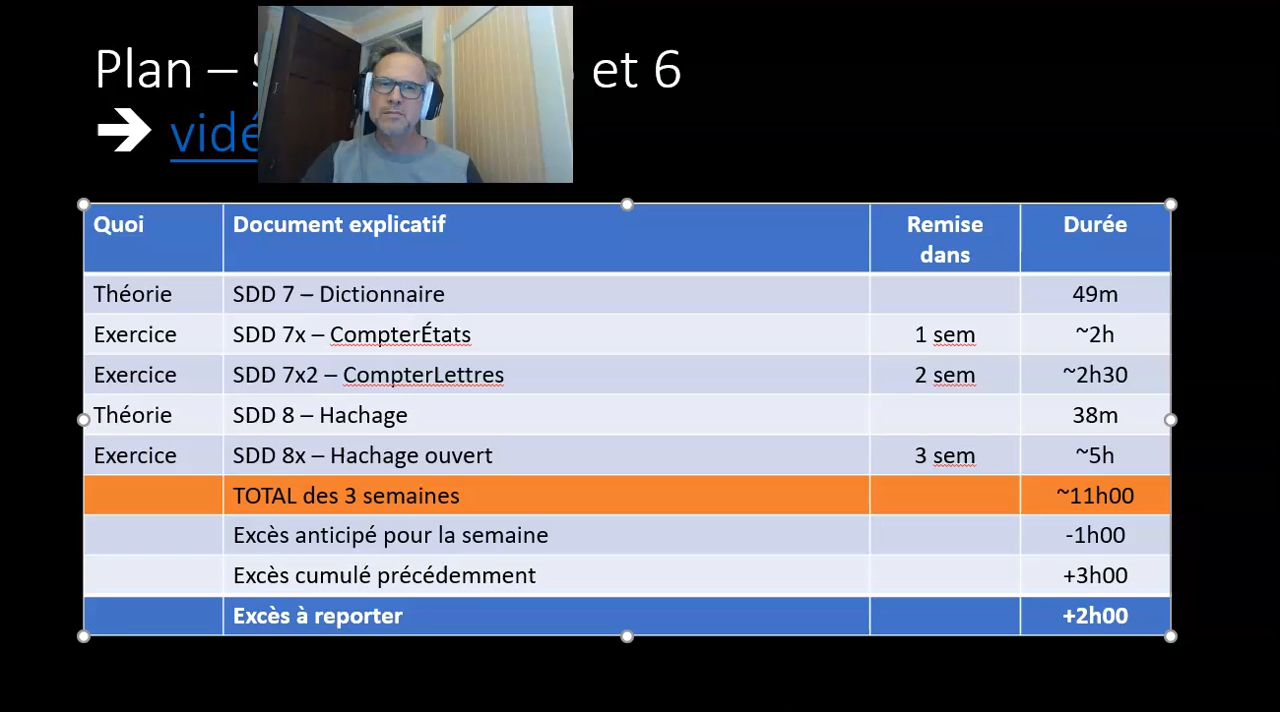 Plan – et 6
➔
Quoi Document explicatif Remise dans Durée
Théorie SDD 7 – Dictionnaire 49m
Exercice SDD 7x – CompterÉtats 1 sem ~2h
Exercice SDD 7x2 – CompterLettres 2 sem ~2h30
Théorie SDD 8 – Hachage 38m
Exercice SDD 8x – Hachage ouvert 3 sem ~5h
TOTAL des 3 semaines ~11h00
Excès anticipé pour la semaine -1h00
Excès cumulé précédemment +3h00
Excès à reporter +2h00